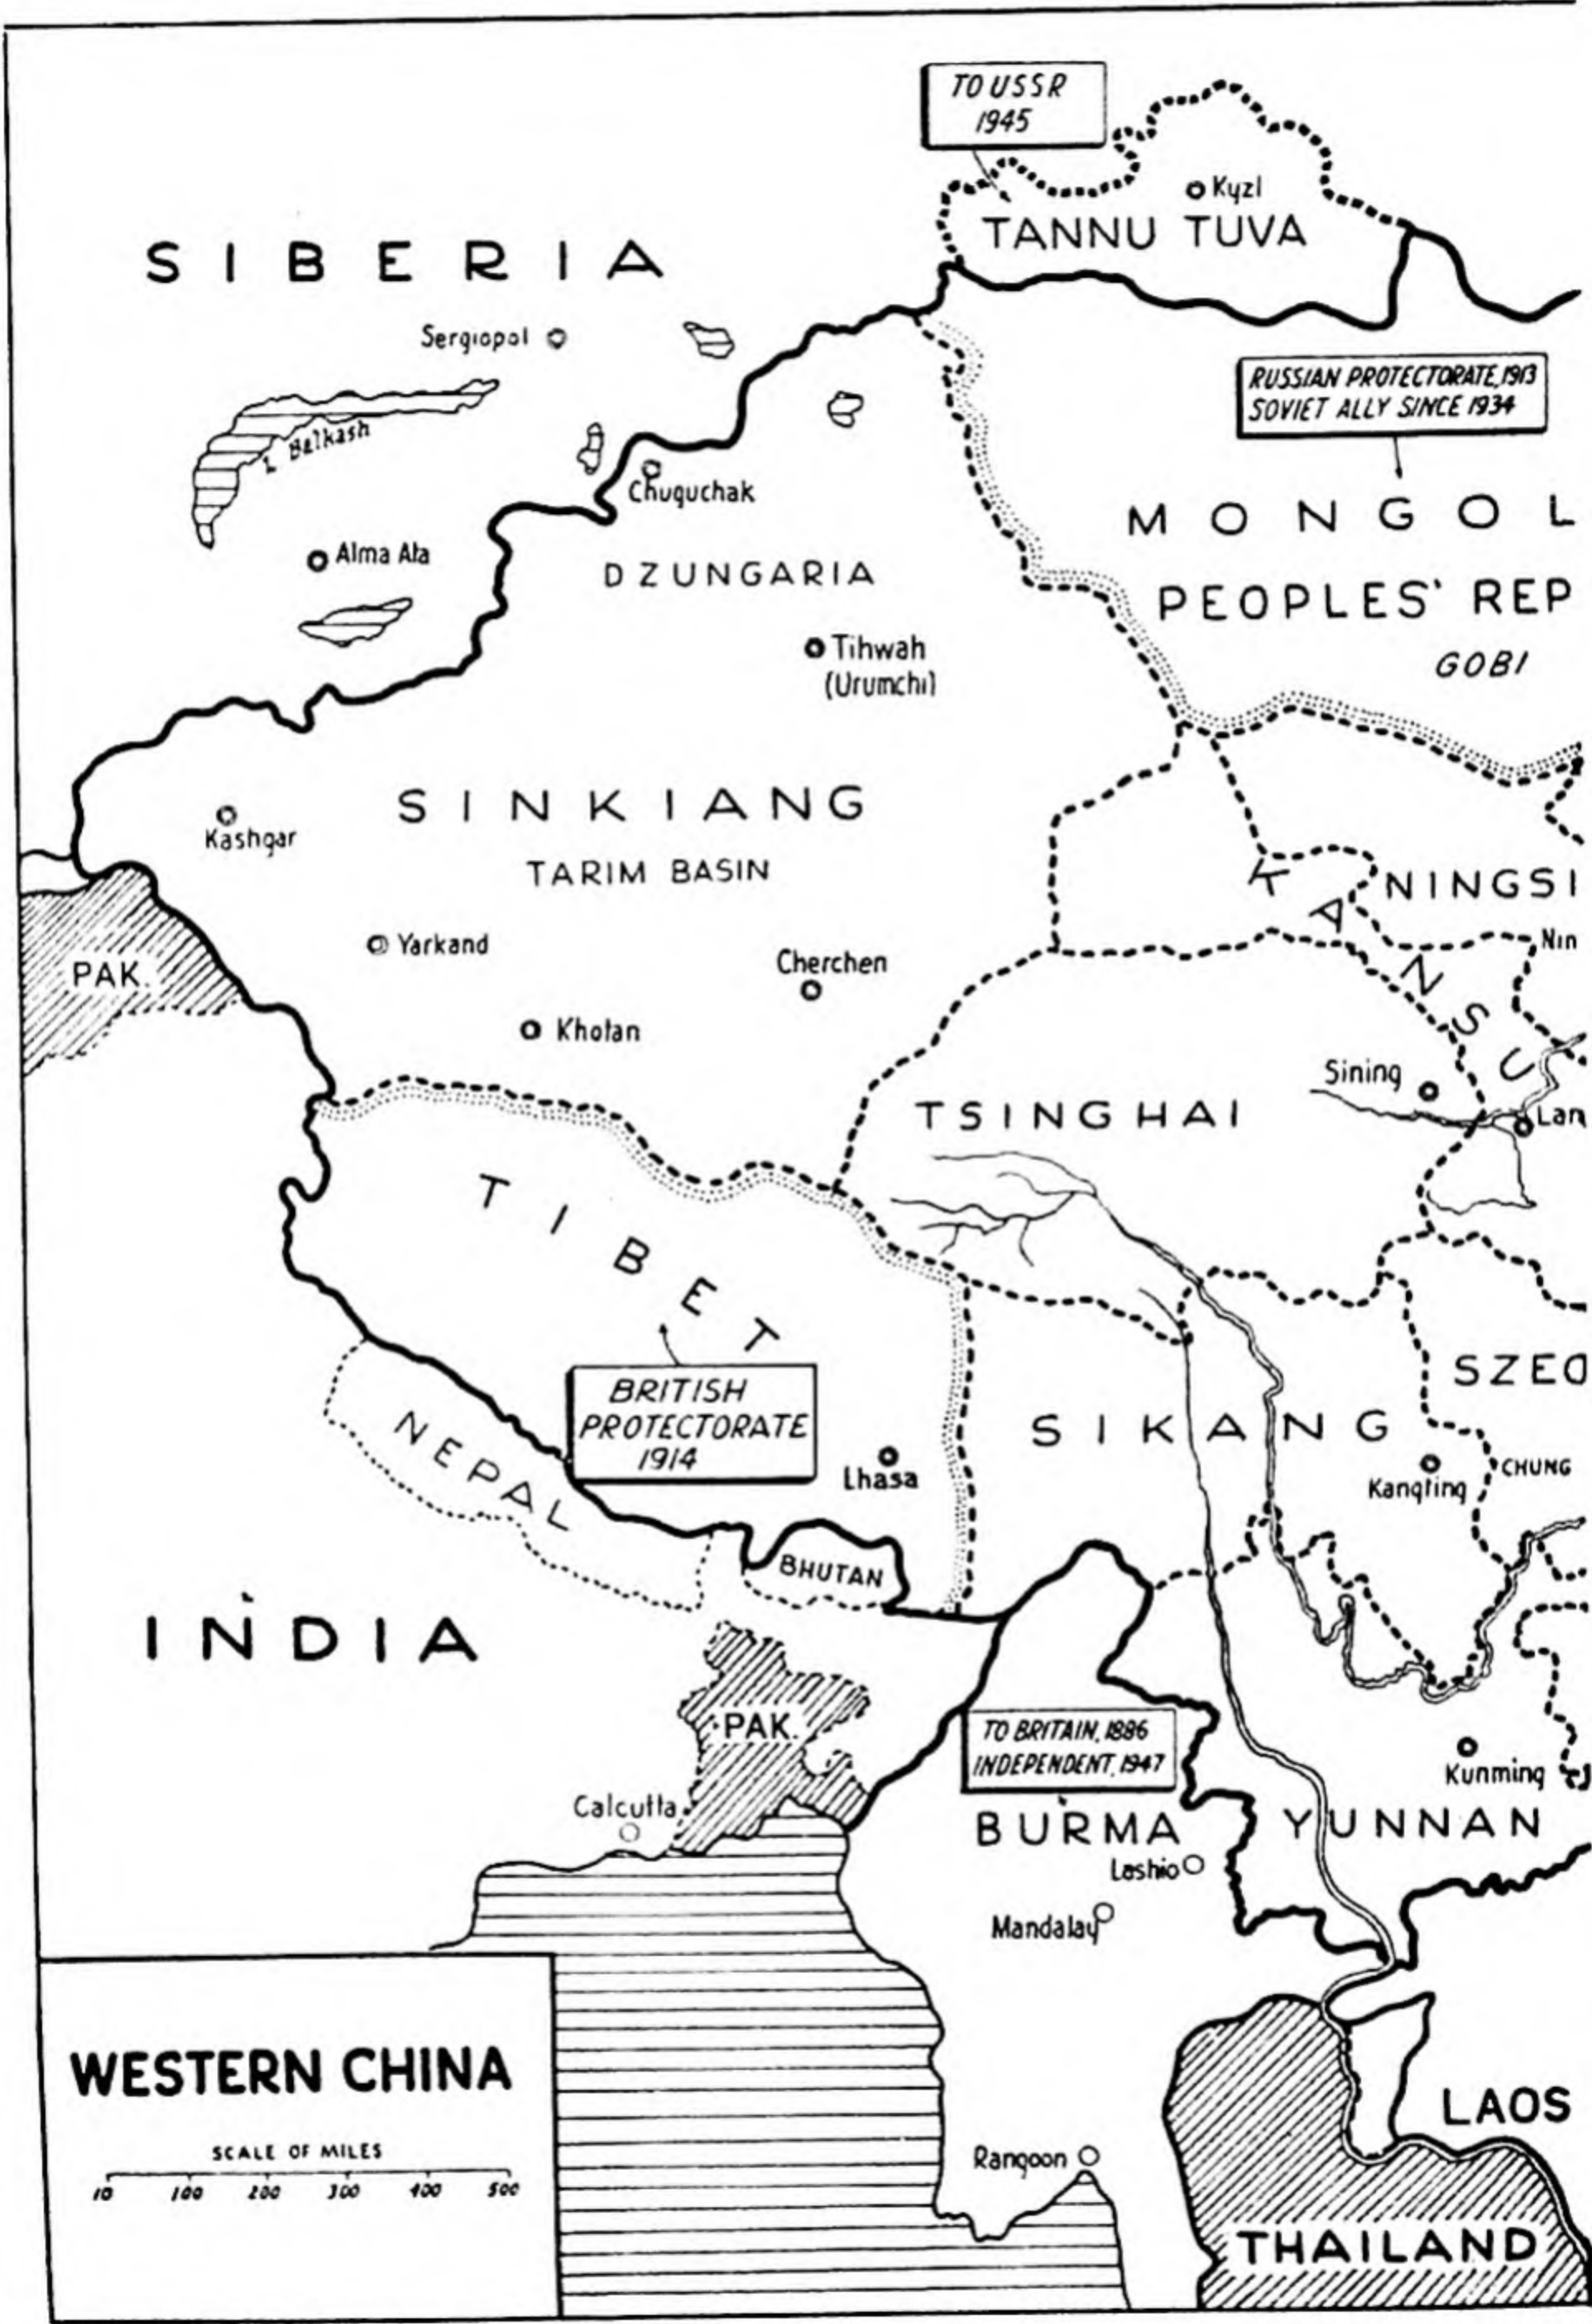 TO USSR
1945
Kyzl
TANNU TUVA
SIBERIA
Sergiopol
RUSSIAN PROTECTORATE, 1913
SOVIET ALLY SINCE 1934
L Balkash
Chuguchak
MONGOL
Alma Ata
DZUNGARIA
PEOPLES' REP
Tihwah
(Urumchi)
GOBI
SINKIANG
Kashgar
TARIM BASIN
KANSU
NINGSI
Yarkand
Nin
PAK.
Cherchen
Khotan
Sining
TSINGHAI
Lan
TIBET
BRITISH
PROTECTORATE
1914
SZEC
NEPAL
SIKANG
Lhasa
Kangting
CHUNG
BHUTAN
INDIA
PAK.
TO BRITAIN, 1886
INDEPENDENT, 1947
Kunming
Calcutta
BURMA
YUNNAN
Lashio
Mandalay
WESTERN CHINA
LAOS
SCALE OF MILES
10 100 200 300 400 500
Rangoon
THAILAND